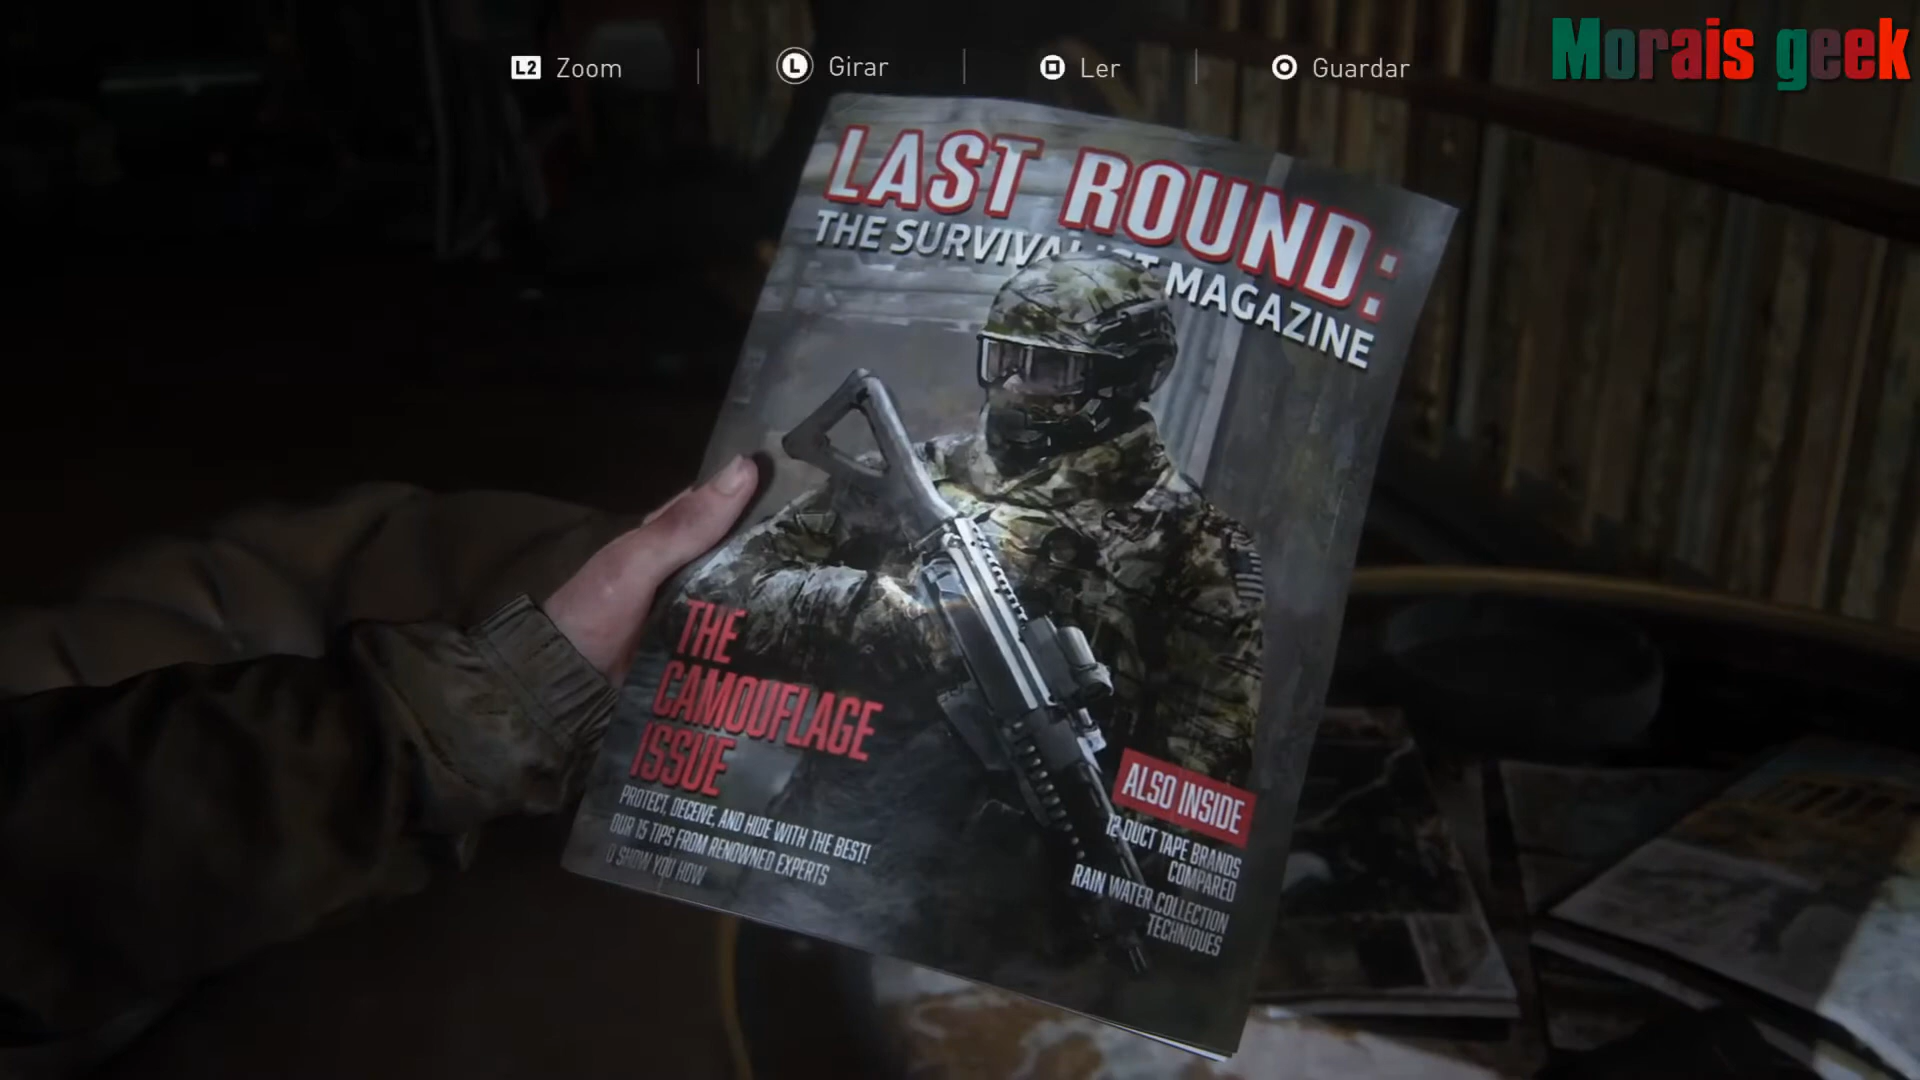 Morais geek
L2 Zoom
L Girar
Ler
Guardar
LAST ROUND:
THE SURVIVALIST MAGAZINE
THE
CAMOUFLAGE
ISSUE
PROTECT, DECEIVE, AND HIDE WITH THE BEST!
OUR 15 TIPS FROM RENOWNED EXPERTS
O SHOW YOU HOW
ALSO INSIDE
12 DUCT TAPE BRANDS
COMPARED
RAIN WATER COLLECTION
TECHNIQUES